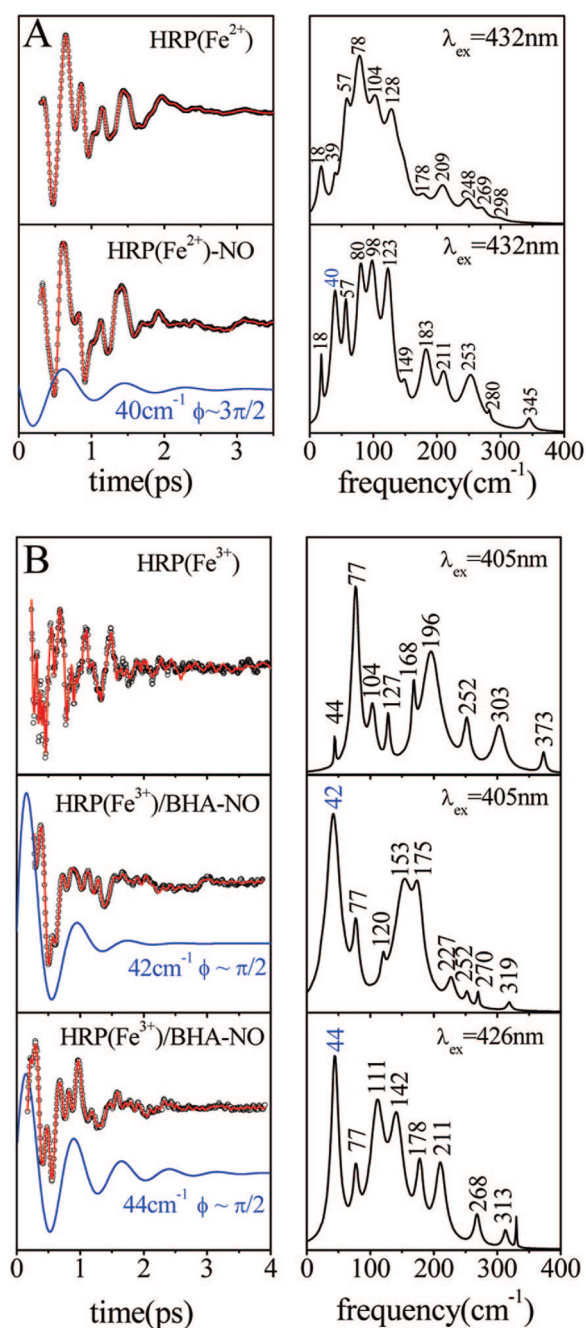 A
HRP(Fe²⁺)
λex=432nm
18 39 57 78 104 128 178 209 248 269 298
HRP(Fe²⁺)-NO
40cm⁻¹ ϕ~3π/2
λex=432nm
18 40 57 80 98 123 149 183 211 253 280 345
0 1 2 3
time(ps)
0 100 200 300 400
frequency(cm⁻¹)
B
HRP(Fe³⁺)
λex=405nm
44 77 104 127 168 196 252 303 373
HRP(Fe³⁺)/BHA-NO
42cm⁻¹ ϕ ~ π/2
λex=405nm
42 77 120 153 175 227 252 270 319
HRP(Fe³⁺)/BHA-NO
44cm⁻¹ ϕ ~ π/2
λex=426nm
44 77 111 142 178 211 268 313
0 1 2 3 4
time(ps)
0 100 200 300 400
frequency(cm⁻¹)